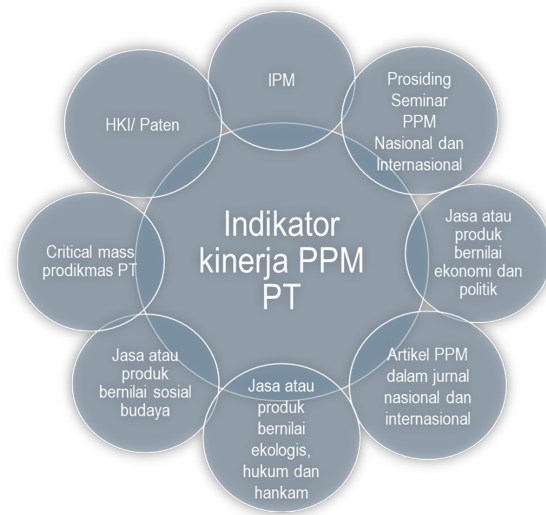 IPM
Prosiding
Seminar
PPM
Nasional dan
Internasional
Jasa atau
produk
bernilai
ekonomi dan
politik
Artikel PPM
dalam jurnal
nasional dan
internasional
Jasa atau
produk
bernilai
ekologis,
hukum dan
hankam
Jasa atau
produk
bernilai sosial
budaya
Critical mass
prodikmas PT
HKI/ Paten
Indikator
kinerja PPM
PT